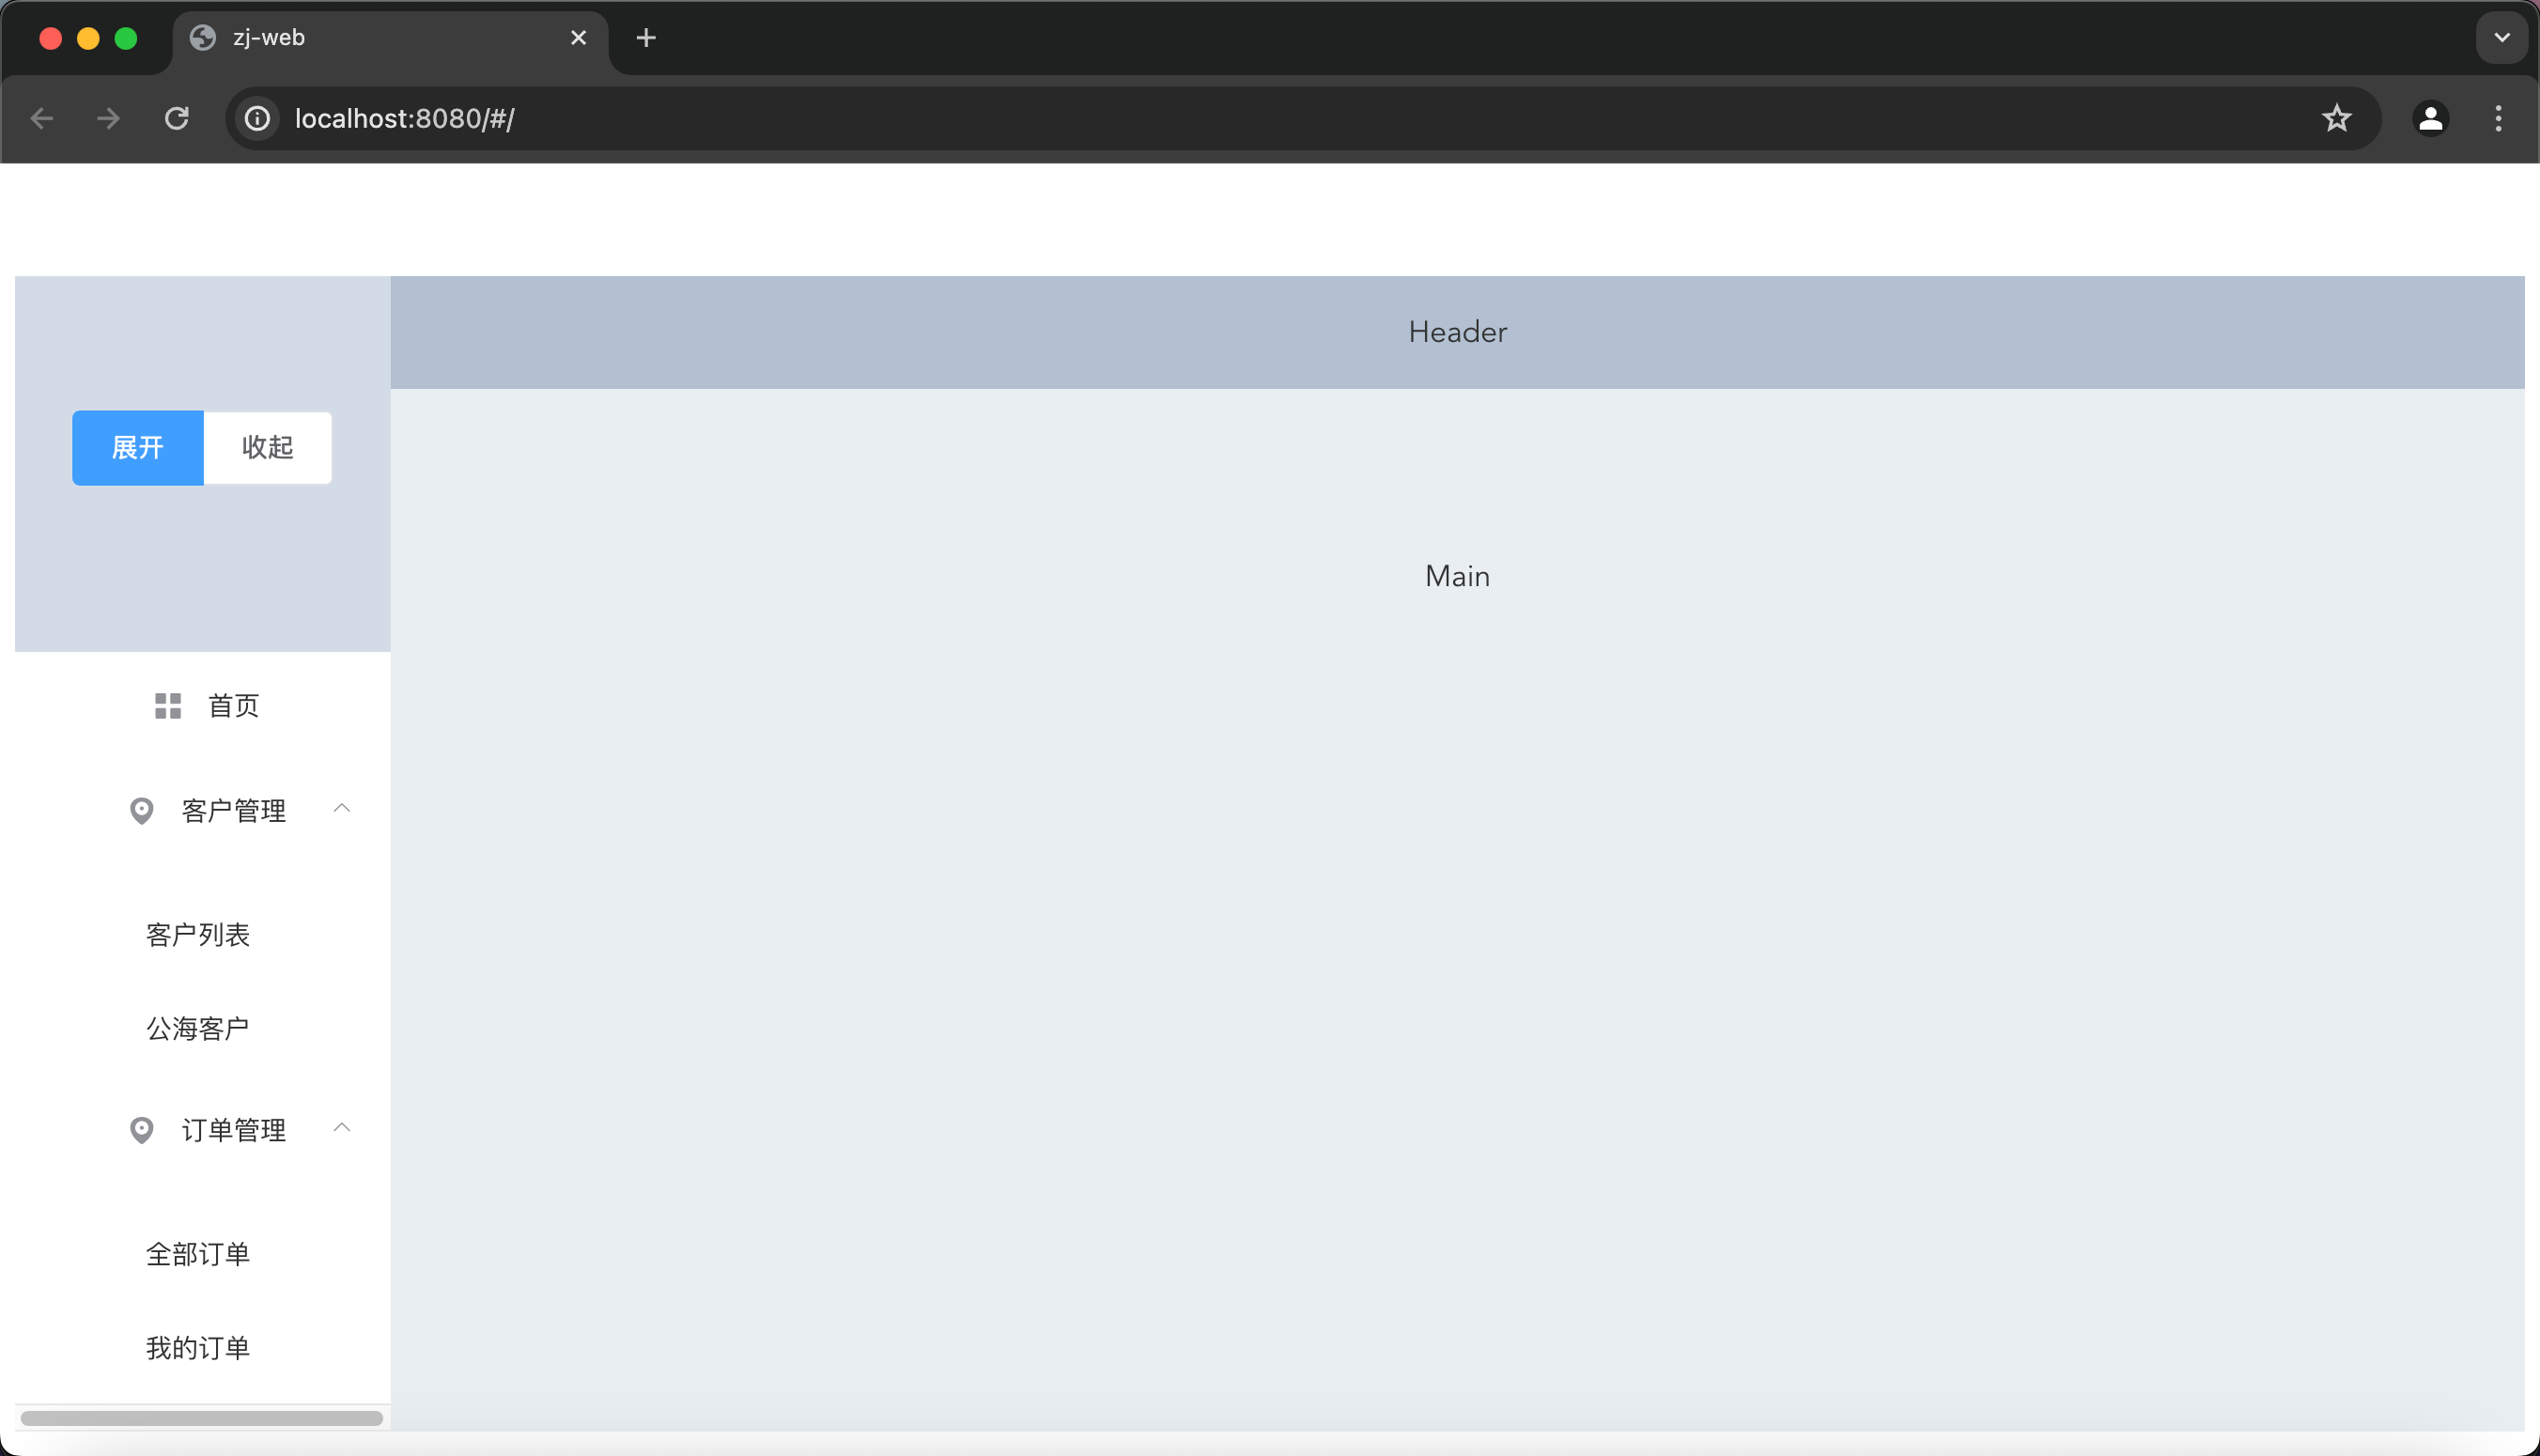 zj-web
localhost:8080/#/
Header
展开 收起
Main
首页
客户管理
客户列表
公海客户
订单管理
全部订单
我的订单